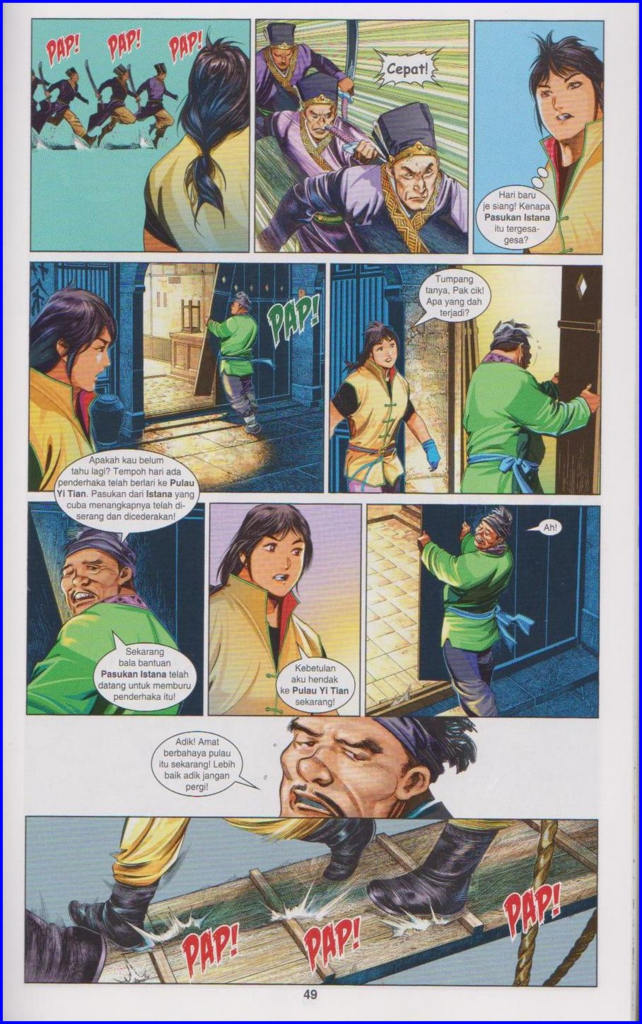 PAP!
PAP!
PAP!
Cepat!
Hari baru
je siang! Kenapa
Pasukan Istana
itu tergesa-
gesa?
PAP!
Tumpang
tanya, Pak cik!
Apa yang dah
terjadi?
Apakah kau belum
tahu lagi? Tempoh hari ada
penderhaka telah berlari ke Pulau
Yi Tian. Pasukan dari Istana yang
cuba menangkapnya telah di-
serang dan dicederakan!
Sekarang
bala bantuan
Pasukan Istana telah
datang untuk memburu
penderhaka itu!
Kebetulan
aku hendak
ke Pulau Yi Tian
sekarang!
Ah!
Adik! Amat
berbahaya pulau
itu sekarang! Lebih
baik adik jangan
pergi!
PAP!
PAP!
PAP!
49